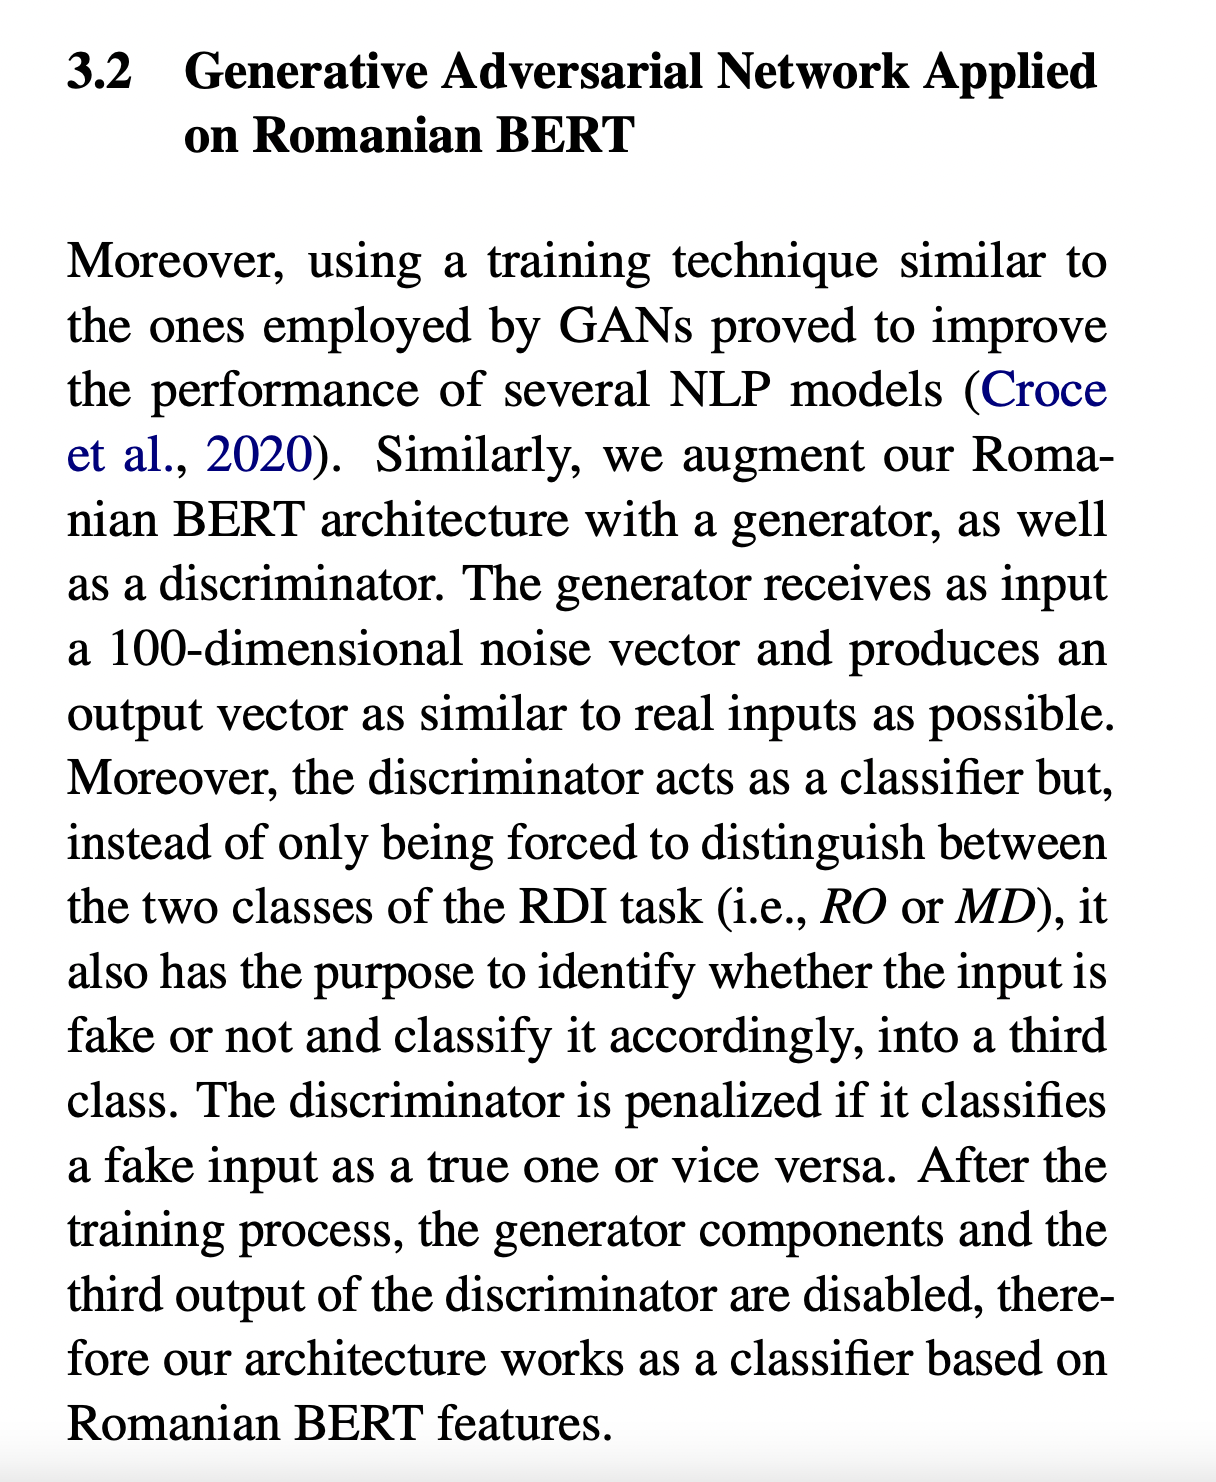 3.2 Generative Adversarial Network Applied
on Romanian BERT
Moreover, using a training technique similar to
the ones employed by GANs proved to improve
the performance of several NLP models (Croce
et al., 2020). Similarly, we augment our Roma-
nian BERT architecture with a generator, as well
as a discriminator. The generator receives as input
a 100-dimensional noise vector and produces an
output vector as similar to real inputs as possible.
Moreover, the discriminator acts as a classifier but,
instead of only being forced to distinguish between
the two classes of the RDI task (i.e., RO or MD), it
also has the purpose to identify whether the input is
fake or not and classify it accordingly, into a third
class. The discriminator is penalized if it classifies
a fake input as a true one or vice versa. After the
training process, the generator components and the
third output of the discriminator are disabled, there-
fore our architecture works as a classifier based on
Romanian BERT features.